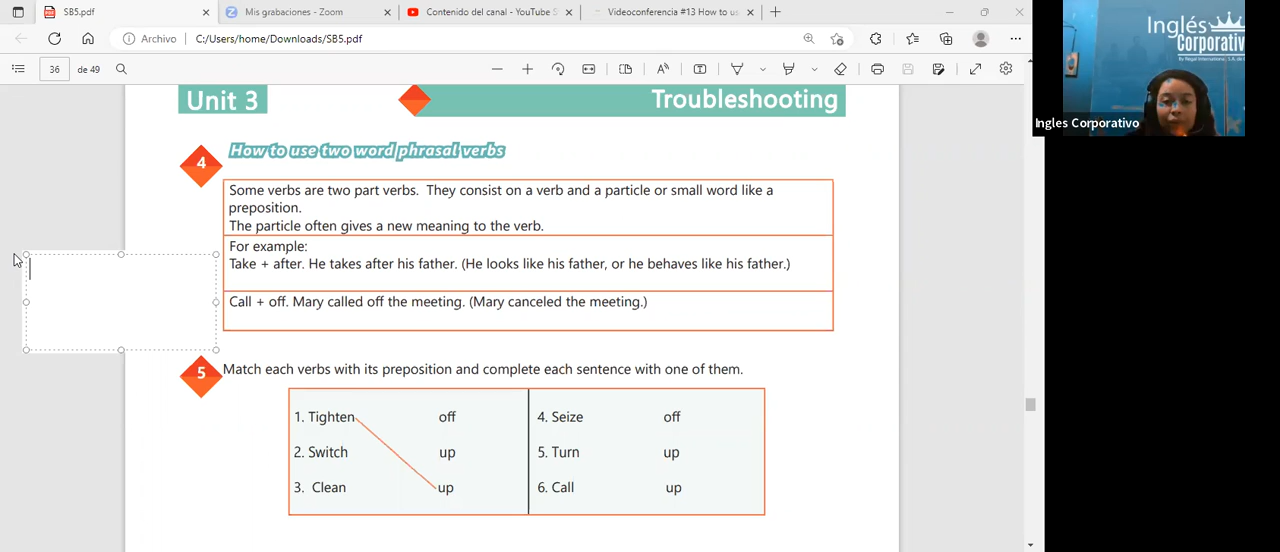 SB5.pdf
Mis grabaciones - Zoom
Contenido del canal - YouTube S
Videoconferencia #13 How to us
Archivo
C:/Users/home/Downloads/SB5.pdf
36
de 49
Inglés
Corporativo
By Regal International, S.A. de
Ingles Corporativo
Unit 3
Troubleshooting
4
How to use two word phrasal verbs
Some verbs are two part verbs. They consist on a verb and a particle or small word like a
preposition.
The particle often gives a new meaning to the verb.
For example:
Take + after. He takes after his father. (He looks like his father, or he behaves like his father.)
Call + off. Mary called off the meeting. (Mary canceled the meeting.)
5
Match each verbs with its preposition and complete each sentence with one of them.
1. Tighten off 4. Seize off
2. Switch up 5. Turn up
3. Clean up 6. Call up